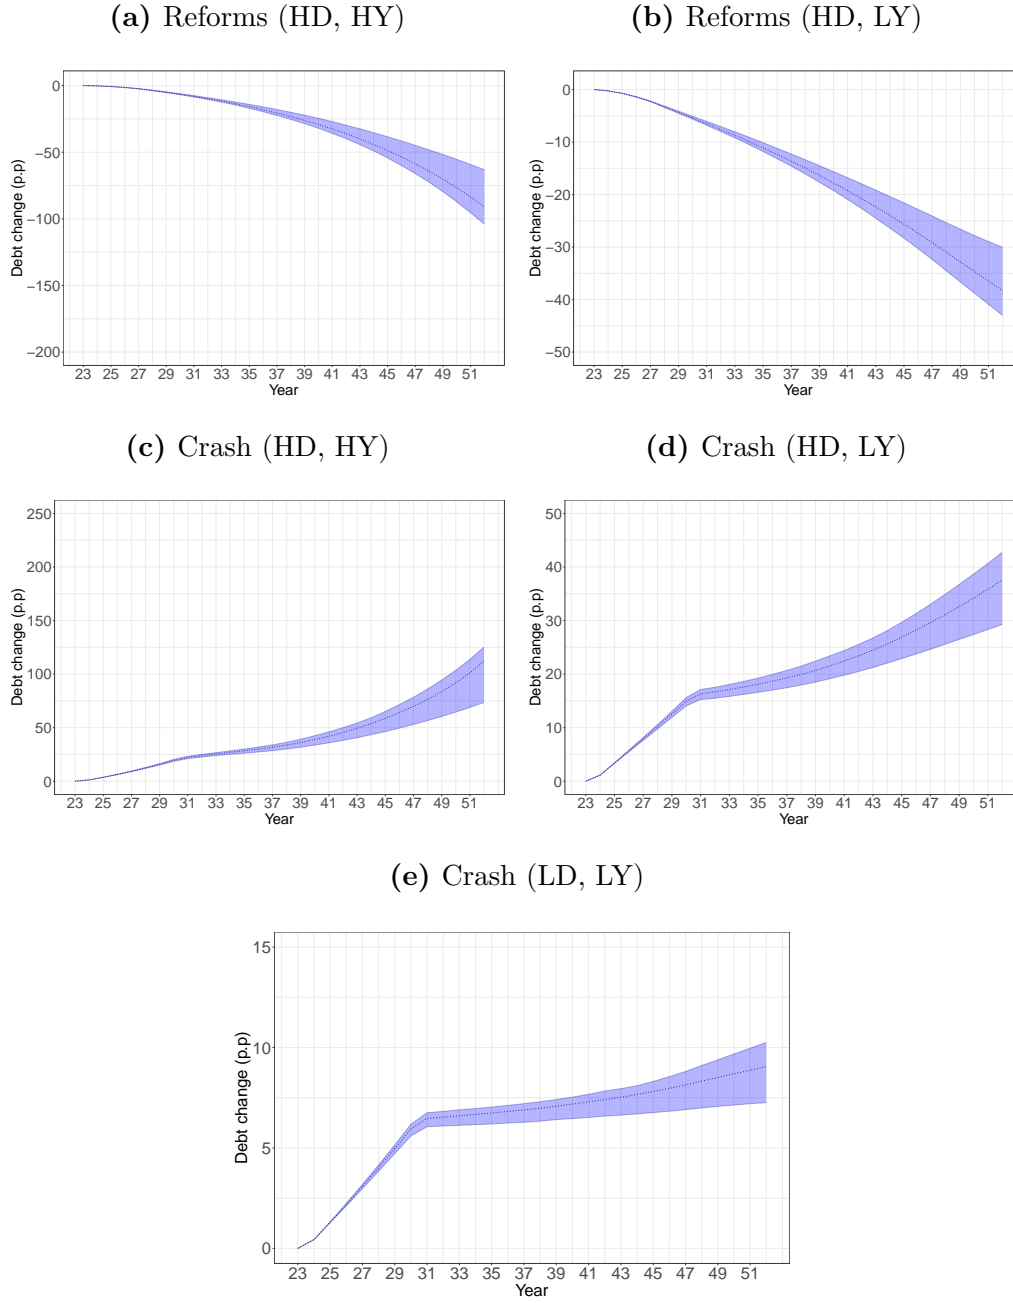 (a) Reforms (HD, HY)
(b) Reforms (HD, LY)
0
−50
−100
−150
−200
Debt change (p.p)
23 25 27 29 31 33 35 37 39 41 43 45 47 49 51
Year
0
−10
−20
−30
−40
−50
Debt change (p.p)
23 25 27 29 31 33 35 37 39 41 43 45 47 49 51
Year
(c) Crash (HD, HY)
(d) Crash (HD, LY)
250
200
150
100
50
0
Debt change (p.p)
23 25 27 29 31 33 35 37 39 41 43 45 47 49 51
Year
50
40
30
20
10
0
Debt change (p.p)
23 25 27 29 31 33 35 37 39 41 43 45 47 49 51
Year
(e) Crash (LD, LY)
15
10
5
0
Debt change (p.p)
23 25 27 29 31 33 35 37 39 41 43 45 47 49 51
Year